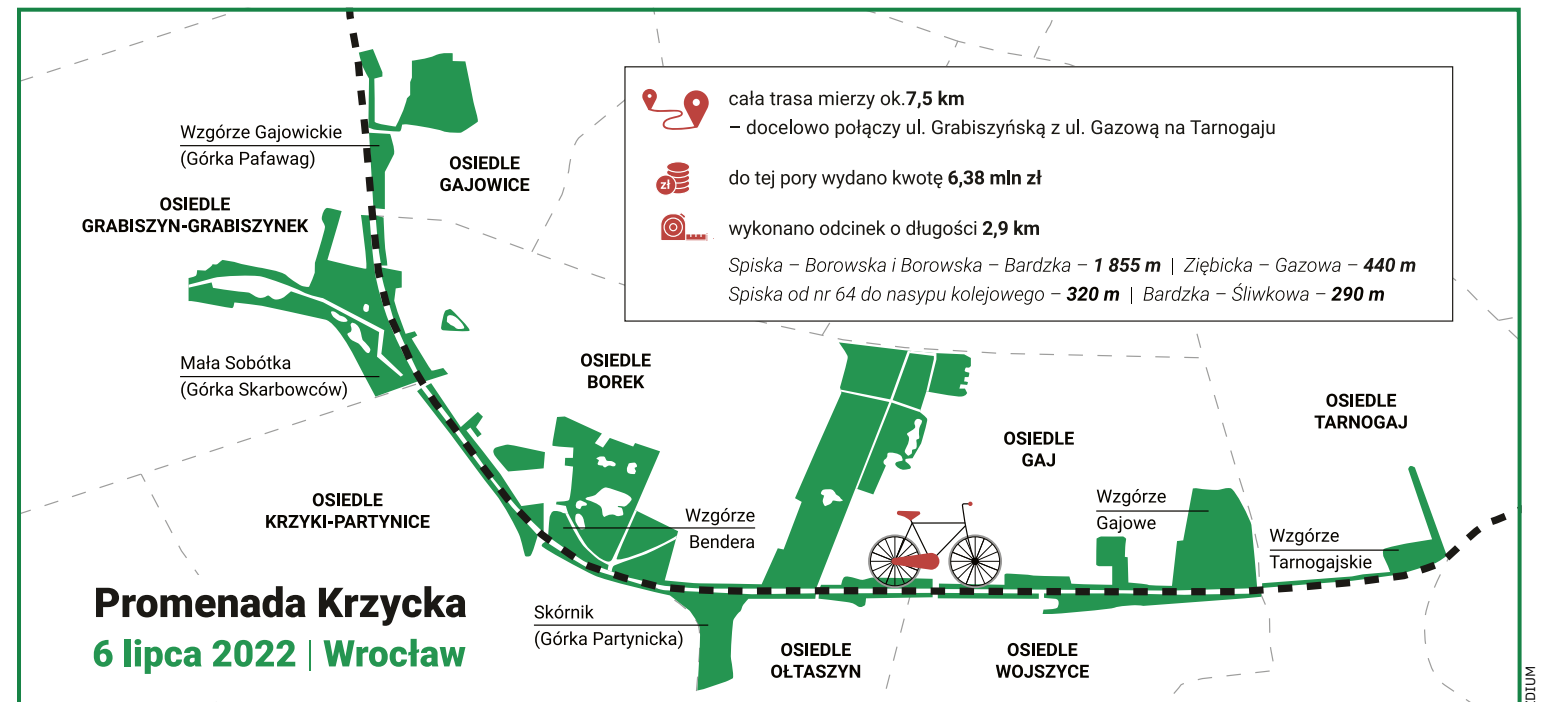 cała trasa mierzy ok.7,5 km
– docelowo połączy ul. Grabiszyńską z ul. Gazową na Tarnogaju
zł
do tej pory wydano kwotę 6,38 mln zł
wykonano odcinek o długości 2,9 km
Spiska – Borowska i Borowska – Bardzka – 1 855 m | Ziębicka – Gazowa – 440 m
Spiska od nr 64 do nasypu kolejowego – 320 m | Bardzka – Śliwkowa – 290 m
Wzgórze Gajowickie
(Górka Pafawag)
OSIEDLE
GAJOWICE
OSIEDLE
GRABISZYN-GRABISZYNEK
Mała Sobótka
(Górka Skarbowców)
OSIEDLE
BOREK
OSIEDLE
TARNOGAJ
OSIEDLE
GAJ
OSIEDLE
KRZYKI-PARTYNICE
Wzgórze
Bendera
Wzgórze
Gajowe
Wzgórze
Tarnogajskie
Promenada Krzycka
6 lipca 2022 | Wrocław
Skórnik
(Górka Partynicka)
OSIEDLE
OŁTASZYN
OSIEDLE
WOJSZYCE